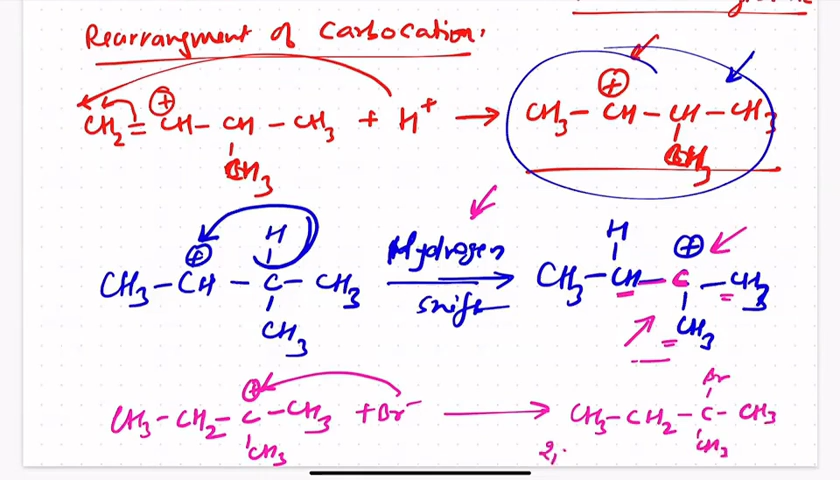 Rearrangment of Carbocation.
CH2 = CH - CH - CH3 + H+ → CH3 - CH - CH - CH3
⊕ ⊕
CH3 CH3
H Hydrogen H ⊕
⊕
CH3 - CH - C - CH3 → CH3 - CH - C - CH3
CH3 shift CH3
⊕ Br
CH3 - CH2 - C - CH3 + Br- → CH3 - CH2 - C - CH3
CH3 2, CH3